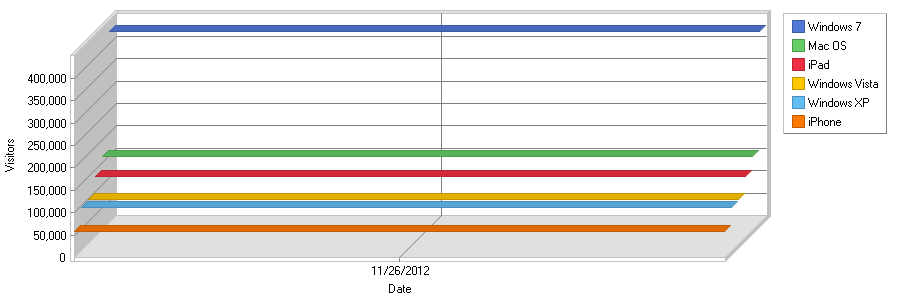 Windows 7
Mac OS
iPad
Windows Vista
Windows XP
iPhone
400,000
350,000
300,000
250,000
200,000
150,000
100,000
50,000
0
Visitors
11/26/2012
Date